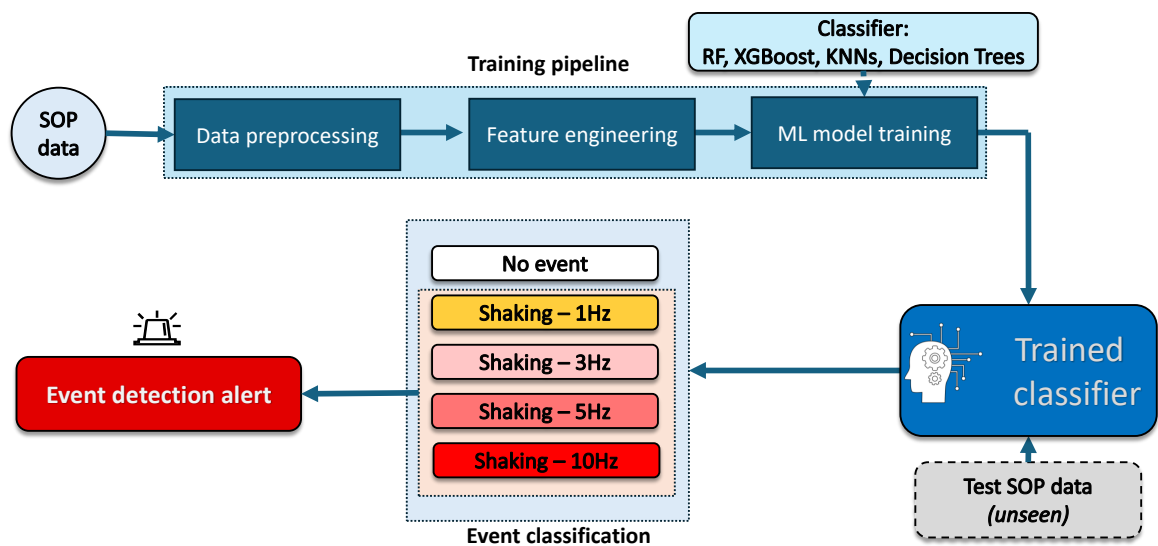 Classifier:
RF, XGBoost, KNNs, Decision Trees
Training pipeline
SOP
data
Data preprocessing
Feature engineering
ML model training
No event
Shaking – 1Hz
Shaking – 3Hz
Shaking – 5Hz
Shaking – 10Hz
Event classification
Event detection alert
Trained
classifier
Test SOP data
(unseen)